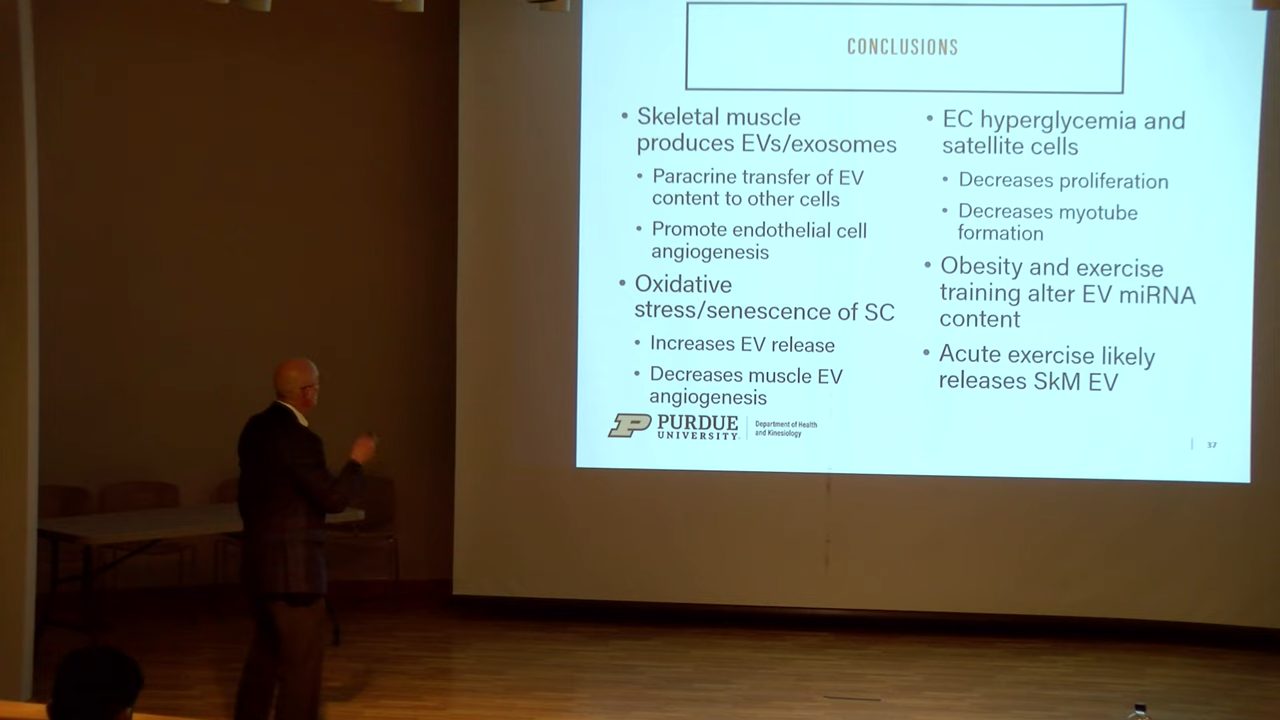 CONCLUSIONS
• Skeletal muscle
produces EVs/exosomes
• Paracrine transfer of EV
content to other cells
• Promote endothelial cell
angiogenesis
• Oxidative
stress/senescence of SC
• Increases EV release
• Decreases muscle EV
angiogenesis
• EC hyperglycemia and
satellite cells
• Decreases proliferation
• Decreases myotube
formation
• Obesity and exercise
training alter EV miRNA
content
• Acute exercise likely
releases SkM EV
P PURDUE
UNIVERSITY
Department of Health
and Kinesiology
37